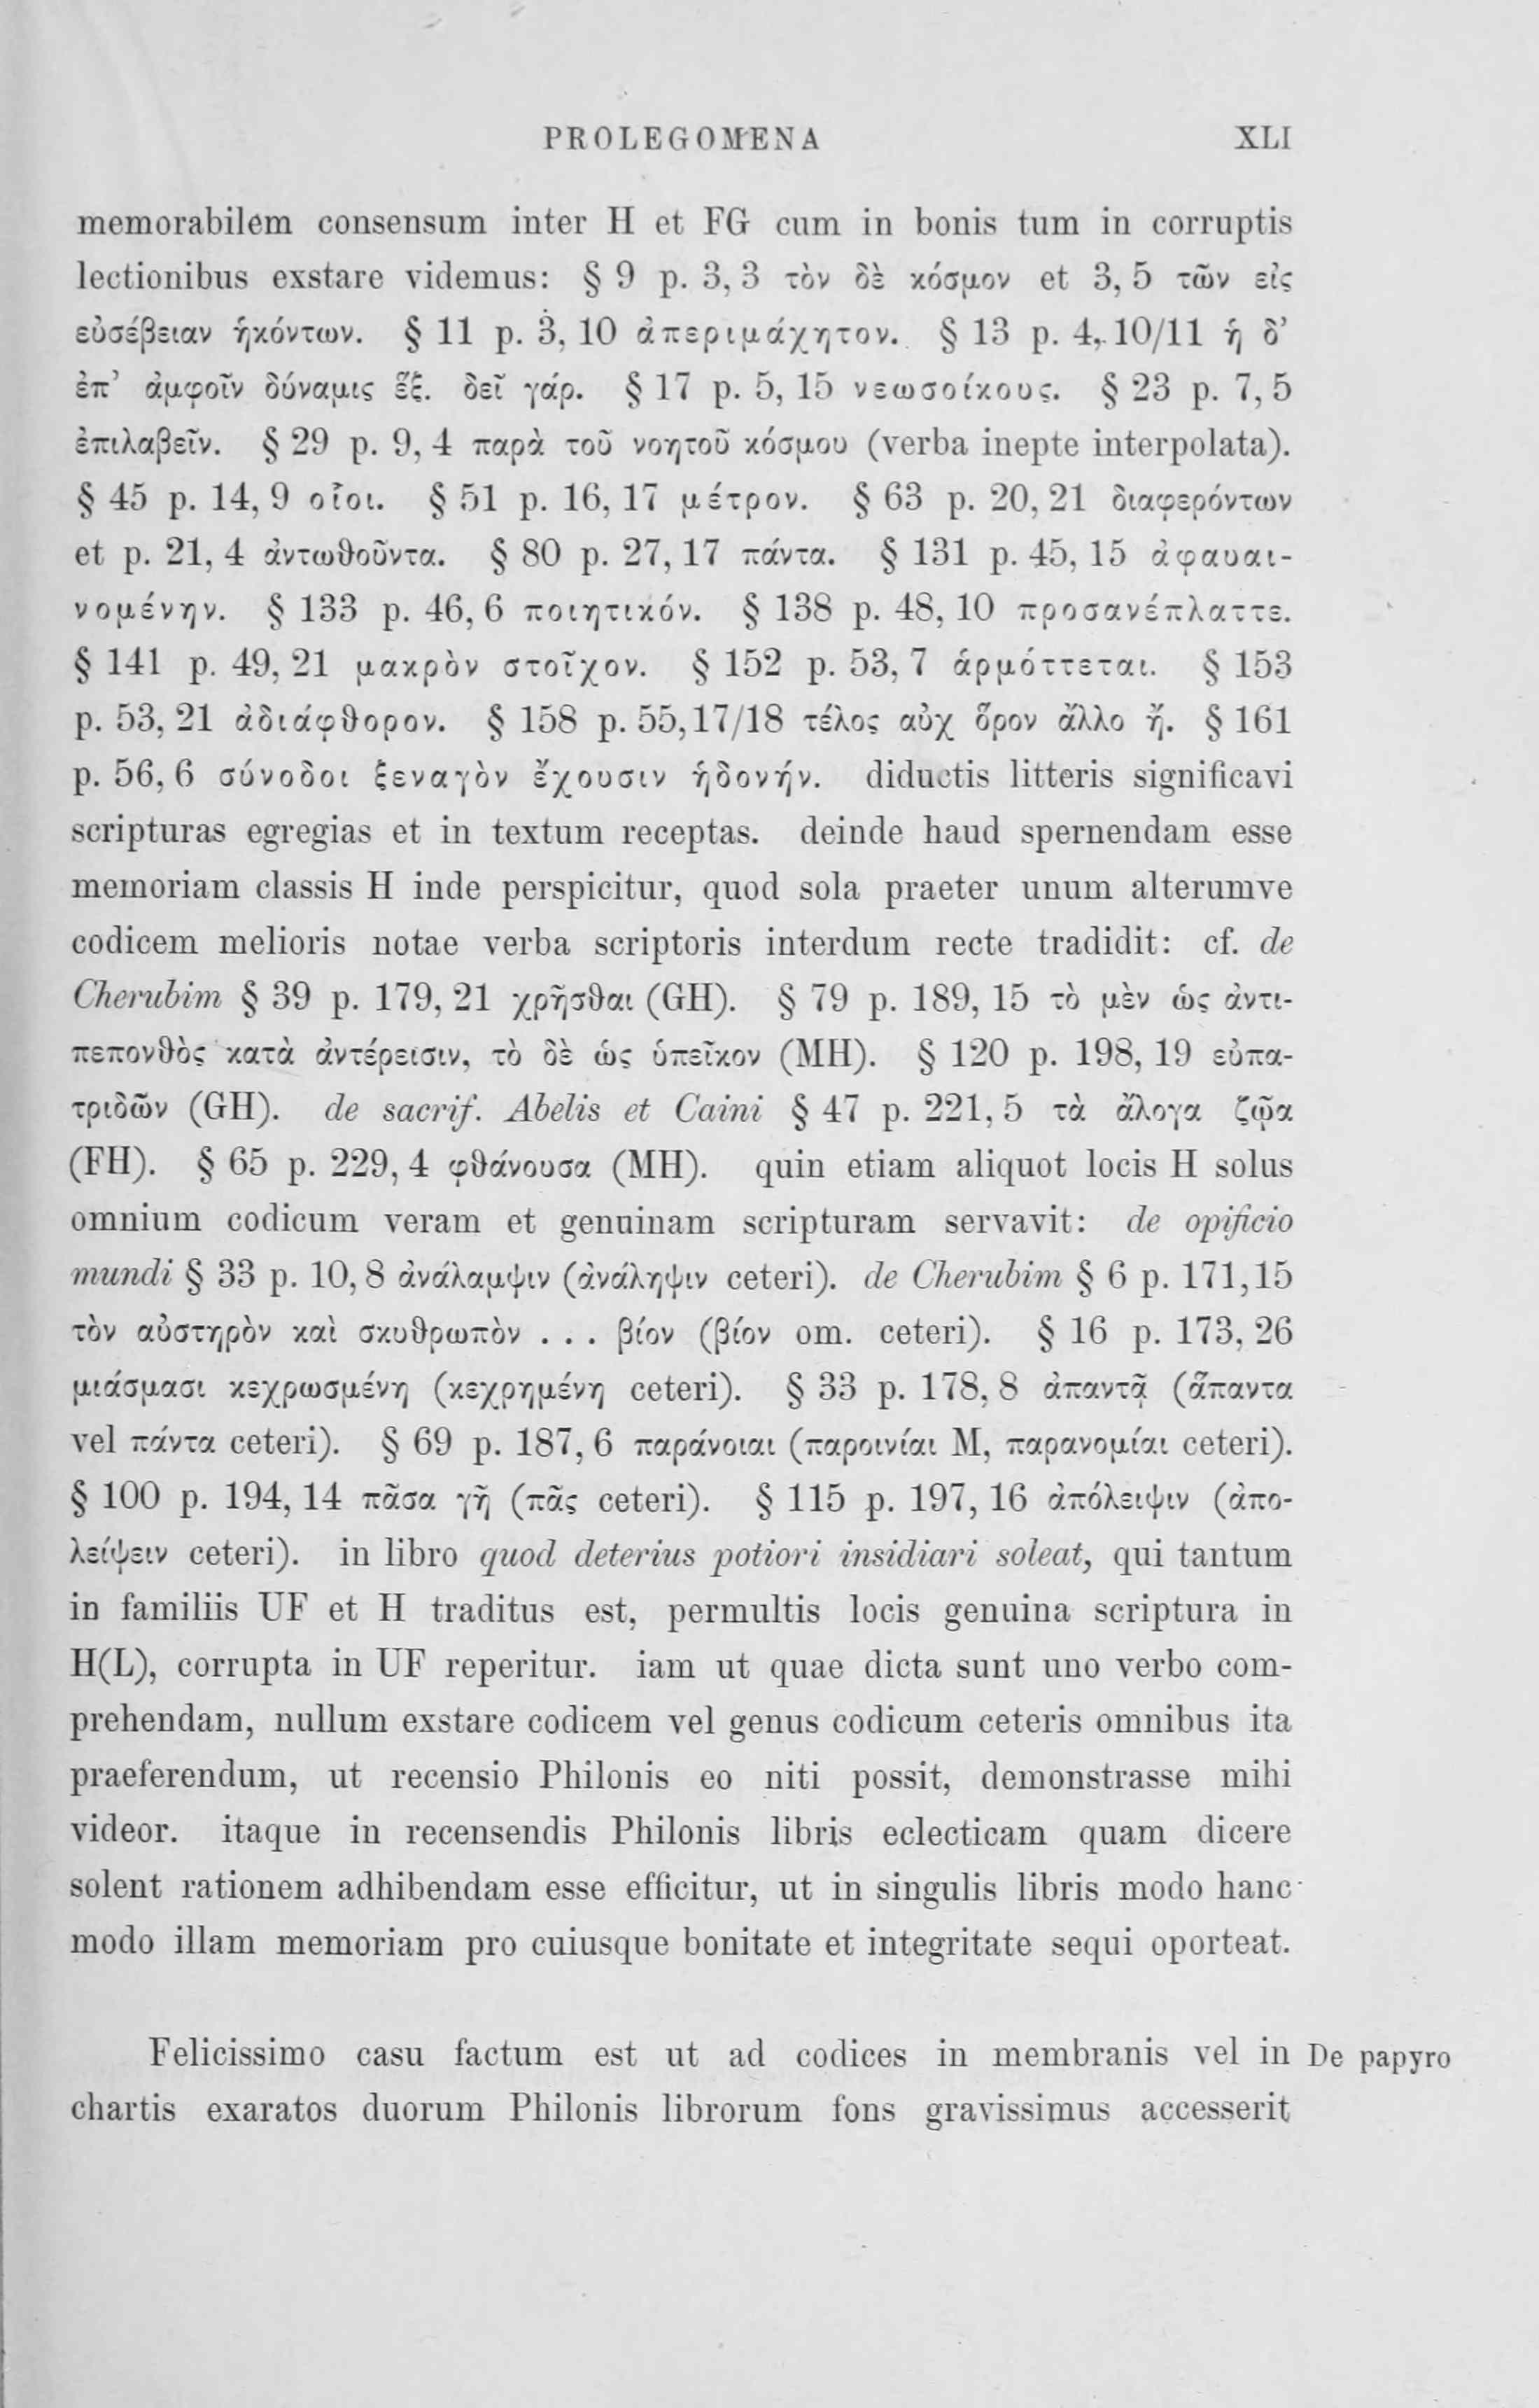 PROLEGOMENA XLI
memorabilem consensum inter H et FG cum in bonis tum in corruptis
lectionibus exstare videmus: § 9 p. 3, 3 τὸν δὲ κόσμον et 3, 5 τῶν εἰς
εὐσέβειαν ἡκόντων. § 11 p. 3, 10 ἀπεριμάχητον. § 13 p. 4, 10/11 ἡ δ’
ἐπ’ ἀμφοῖν δύναμις ἕξ. δεῖ γάρ. § 17 p. 5, 15 νεωσοίκους. § 23 p. 7, 5
ἐπιλαβεῖν. § 29 p. 9, 4 παρὰ τοῦ νοητοῦ κόσμου (verba inepte interpolata).
§ 45 p. 14, 9 οἷοι. § 51 p. 16, 17 μέτρον. § 63 p. 20, 21 διαφερόντων
et p. 21, 4 ἀντωθοῦντα. § 80 p. 27, 17 πάντα. § 131 p. 45, 15 ἀφαυαι-
νομένην. § 133 p. 46, 6 ποιητικόν. § 138 p. 48, 10 προσανέπλαττε.
§ 141 p. 49, 21 μακρὸν στοῖχον. § 152 p. 53, 7 ἁρμόττεται. § 153
p. 53, 21 ἀδιάφθορον. § 158 p. 55,17/18 τέλος αὐχ ὅρον ἄλλο ἤ. § 161
p. 56, 6 σύνοδοι ξεναγὸν ἔχουσιν ἡδονήν. diductis litteris significavi
scripturas egregias et in textum receptas. deinde haud spernendam esse
memoriam classis H inde perspicitur, quod sola praeter unum alterumve
codicem melioris notae verba scriptoris interdum recte tradidit: cf. de
Cherubim § 39 p. 179, 21 χρῆσθαι (GH). § 79 p. 189, 15 τὸ μὲν ὡς ἀντι-
πεπονθὸς κατὰ ἀντέρεισιν, τὸ δὲ ὡς ὑπεῖκον (MH). § 120 p. 198, 19 εὐπα-
τριδῶν (GH). de sacrif. Abelis et Caini § 47 p. 221, 5 τὰ ἄλογα ζῷα
(FH). § 65 p. 229, 4 φθάνουσα (MH). quin etiam aliquot locis H solus
omnium codicum veram et genuinam scripturam servavit: de opificio
mundi § 33 p. 10, 8 ἀνάλαμψιν (ἀνάληψιν ceteri). de Cherubim § 6 p. 171,15
τὸν αὐστηρὸν καὶ σκυθρωπὸν . . . βίον (βίον om. ceteri). § 16 p. 173, 26
μιάσμασι κεχρωσμένη (κεχρημένη ceteri). § 33 p. 178, 8 ἀπαντᾷ (ἅπαντα
vel πάντα ceteri). § 69 p. 187, 6 παράνοιαι (παροινίαι M, παρανομίαι ceteri).
§ 100 p. 194, 14 πᾶσα γῆ (πᾶς ceteri). § 115 p. 197, 16 ἀπόλειψιν (ἀπο-
λείψειν ceteri). in libro quod deterius potiori insidiari soleat, qui tantum
in familiis UF et H traditus est, permultis locis genuina scriptura in
H(L), corrupta in UF reperitur. iam ut quae dicta sunt uno verbo com-
prehendam, nullum exstare codicem vel genus codicum ceteris omnibus ita
praeferendum, ut recensio Philonis eo niti possit, demonstrasse mihi
videor. itaque in recensendis Philonis libris eclecticam quam dicere
solent rationem adhibendam esse efficitur, ut in singulis libris modo hanc
modo illam memoriam pro cuiusque bonitate et integritate sequi oporteat.
Felicissimo casu factum est ut ad codices in membranis vel in De papyro
chartis exaratos duorum Philonis librorum fons gravissimus accesserit